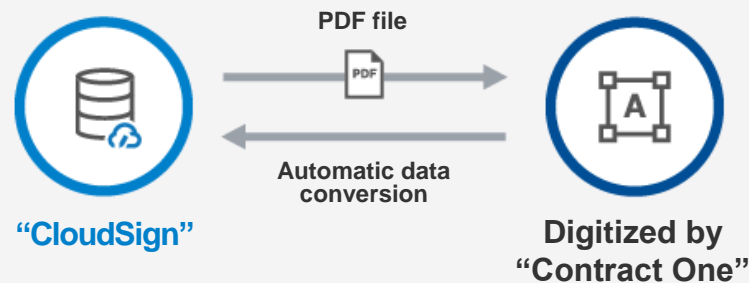 PDF file
PDF
A
Automatic data
conversion
“CloudSign”
Digitized by
“Contract One”